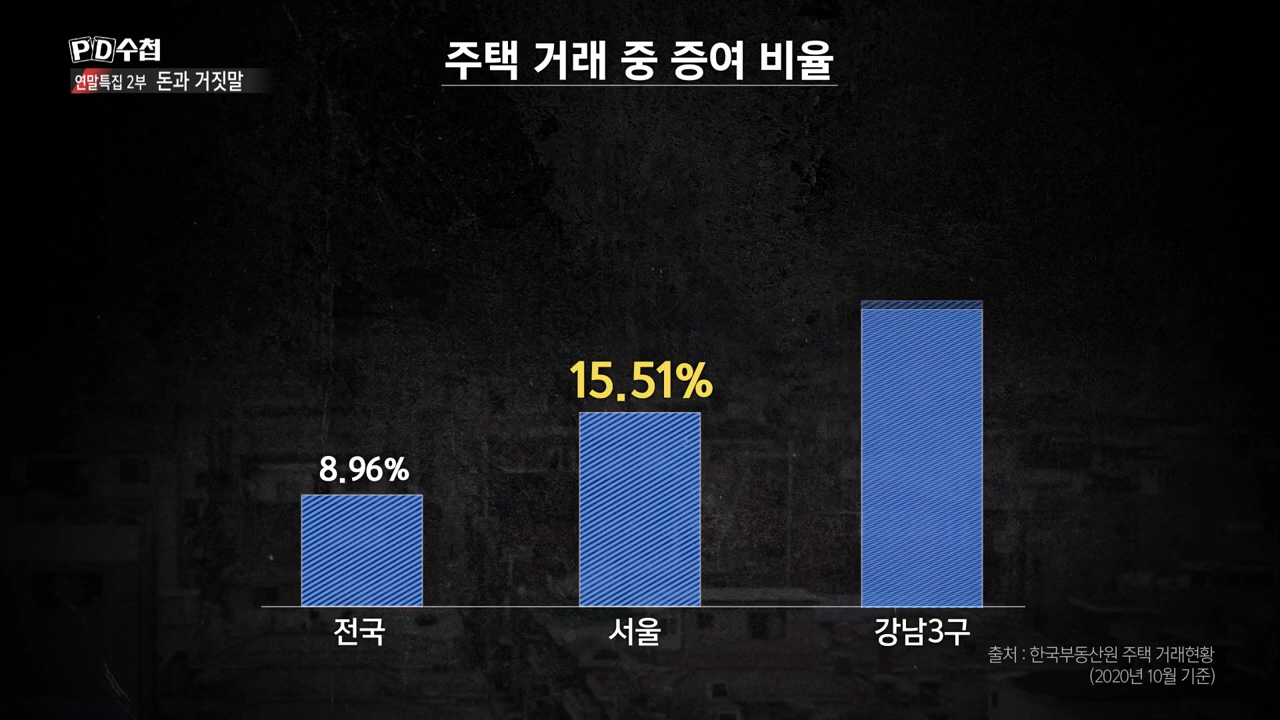 PD수첩
연말특집 2부 돈과 거짓말
주택 거래 중 증여 비율
8.96%
15.51%
전국
서울
강남3구
출처 : 한국부동산원 주택 거래현황
(2020년 10월 기준)